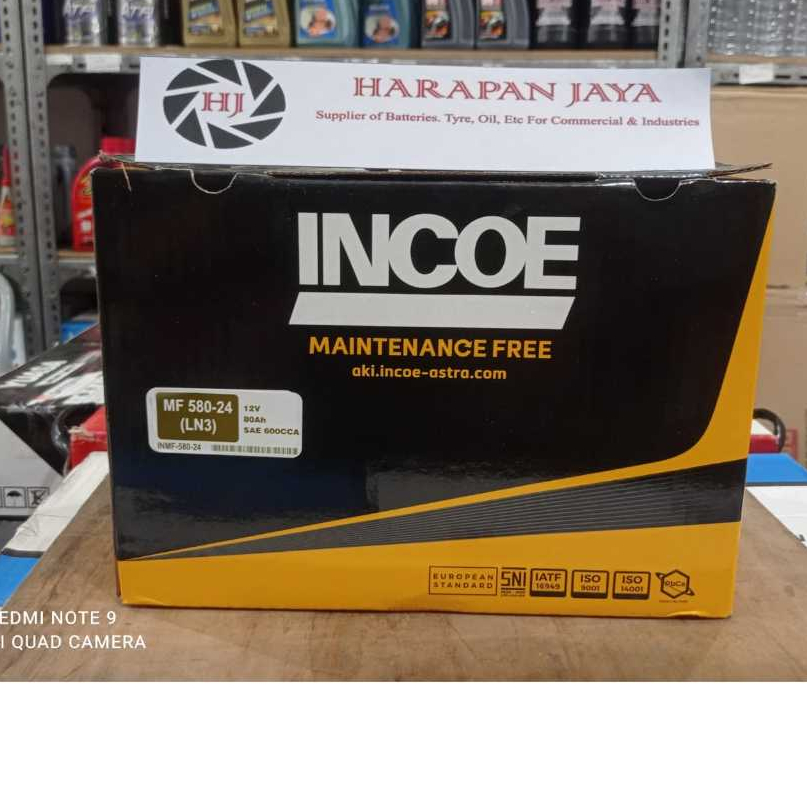 HJ
HARAPAN JAYA
Supplier of Batteries. Tyre, Oil, Etc For Commercial & Industries
INCOE
MAINTENANCE FREE
aki.incoe-astra.com
MF 580-24
(LN3)
12V
80Ah
SAE 600CCA
INMF-580-24
EUROPEAN
STANDARD
SNI
IATF
16949
ISO
9001
ISO
14001
EDMI NOTE 9
I QUAD CAMERA